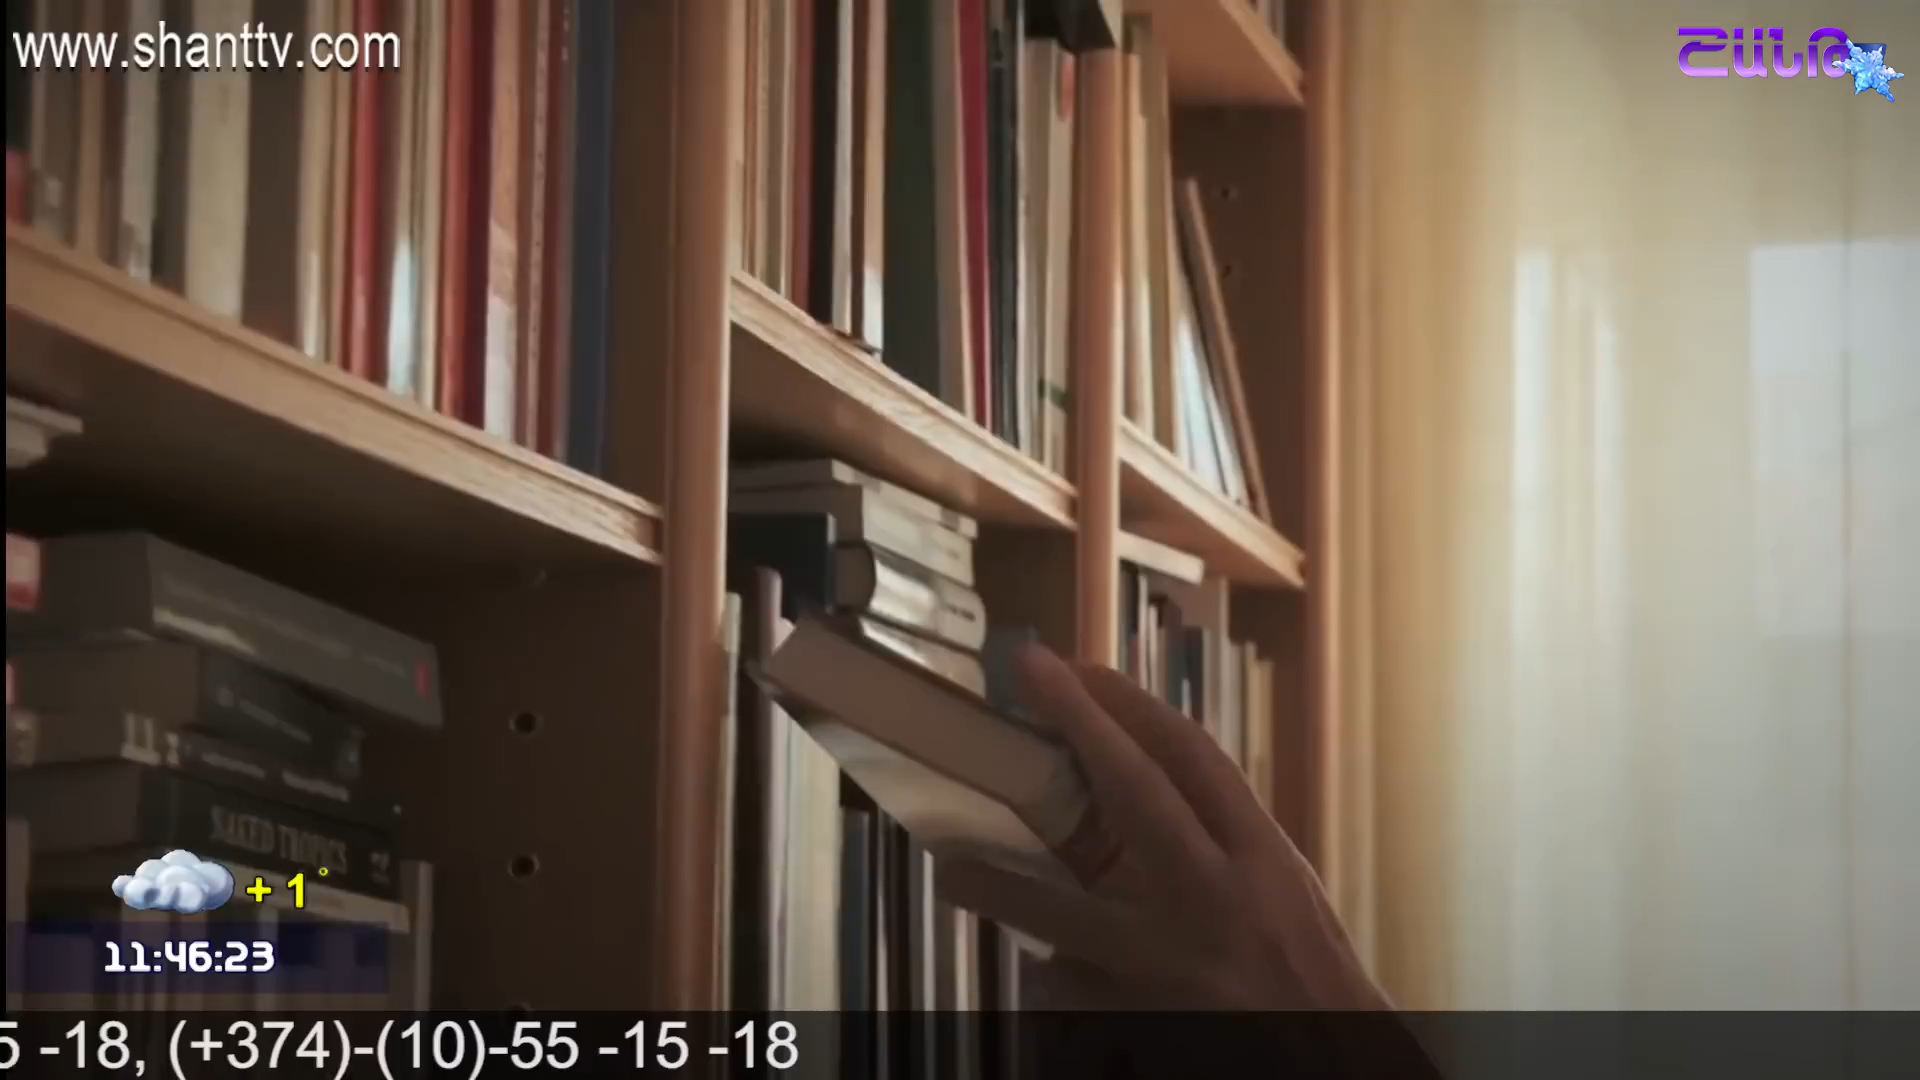 www.shanttv.com
ՇԱՆԹ
NAKED TROPICS
+ 1°
11:46:23
5 -18, (+374)-(10)-55 -15 -18